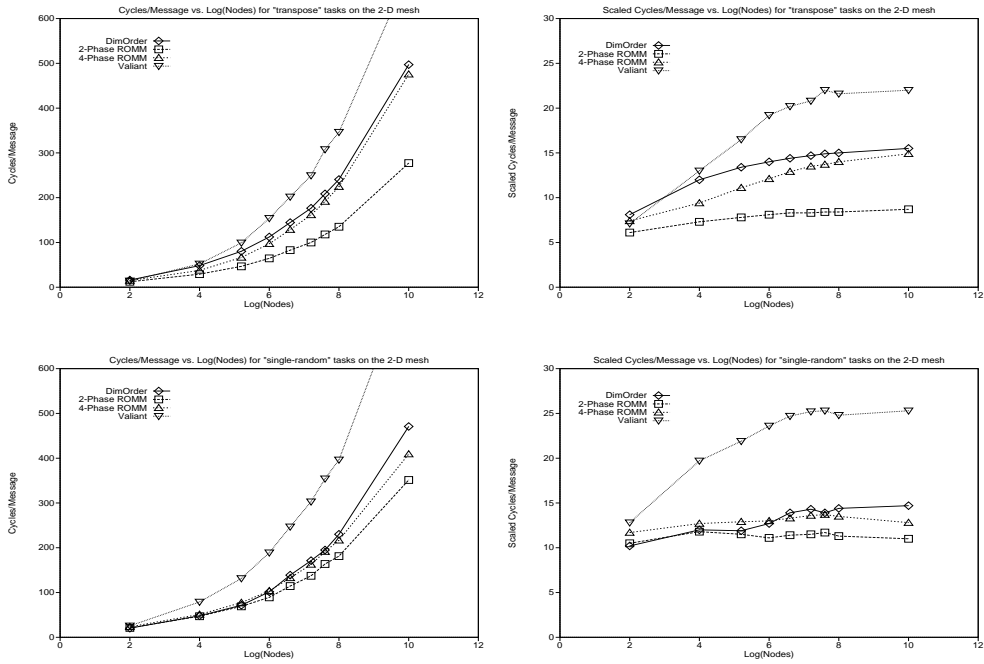 Cycles/Message vs. Log(Nodes) for "transpose" tasks on the 2-D mesh
600
500
400
300
200
100
0
0
2
4
6
8
10
12
Cycles/Message
Log(Nodes)
DimOrder
2-Phase ROMM
4-Phase ROMM
Valiant
Scaled Cycles/Message vs. Log(Nodes) for "transpose" tasks on the 2-D mesh
30
25
20
15
10
5
0
0
2
4
6
8
10
12
Scaled Cycles/Message
Log(Nodes)
DimOrder
2-Phase ROMM
4-Phase ROMM
Valiant
Cycles/Message vs. Log(Nodes) for "single-random" tasks on the 2-D mesh
600
500
400
300
200
100
0
0
2
4
6
8
10
12
Cycles/Message
Log(Nodes)
DimOrder
2-Phase ROMM
4-Phase ROMM
Valiant
Scaled Cycles/Message vs. Log(Nodes) for "single-random" tasks on the 2-D mesh
30
25
20
15
10
5
0
0
2
4
6
8
10
12
Scaled Cycles/Message
Log(Nodes)
DimOrder
2-Phase ROMM
4-Phase ROMM
Valiant